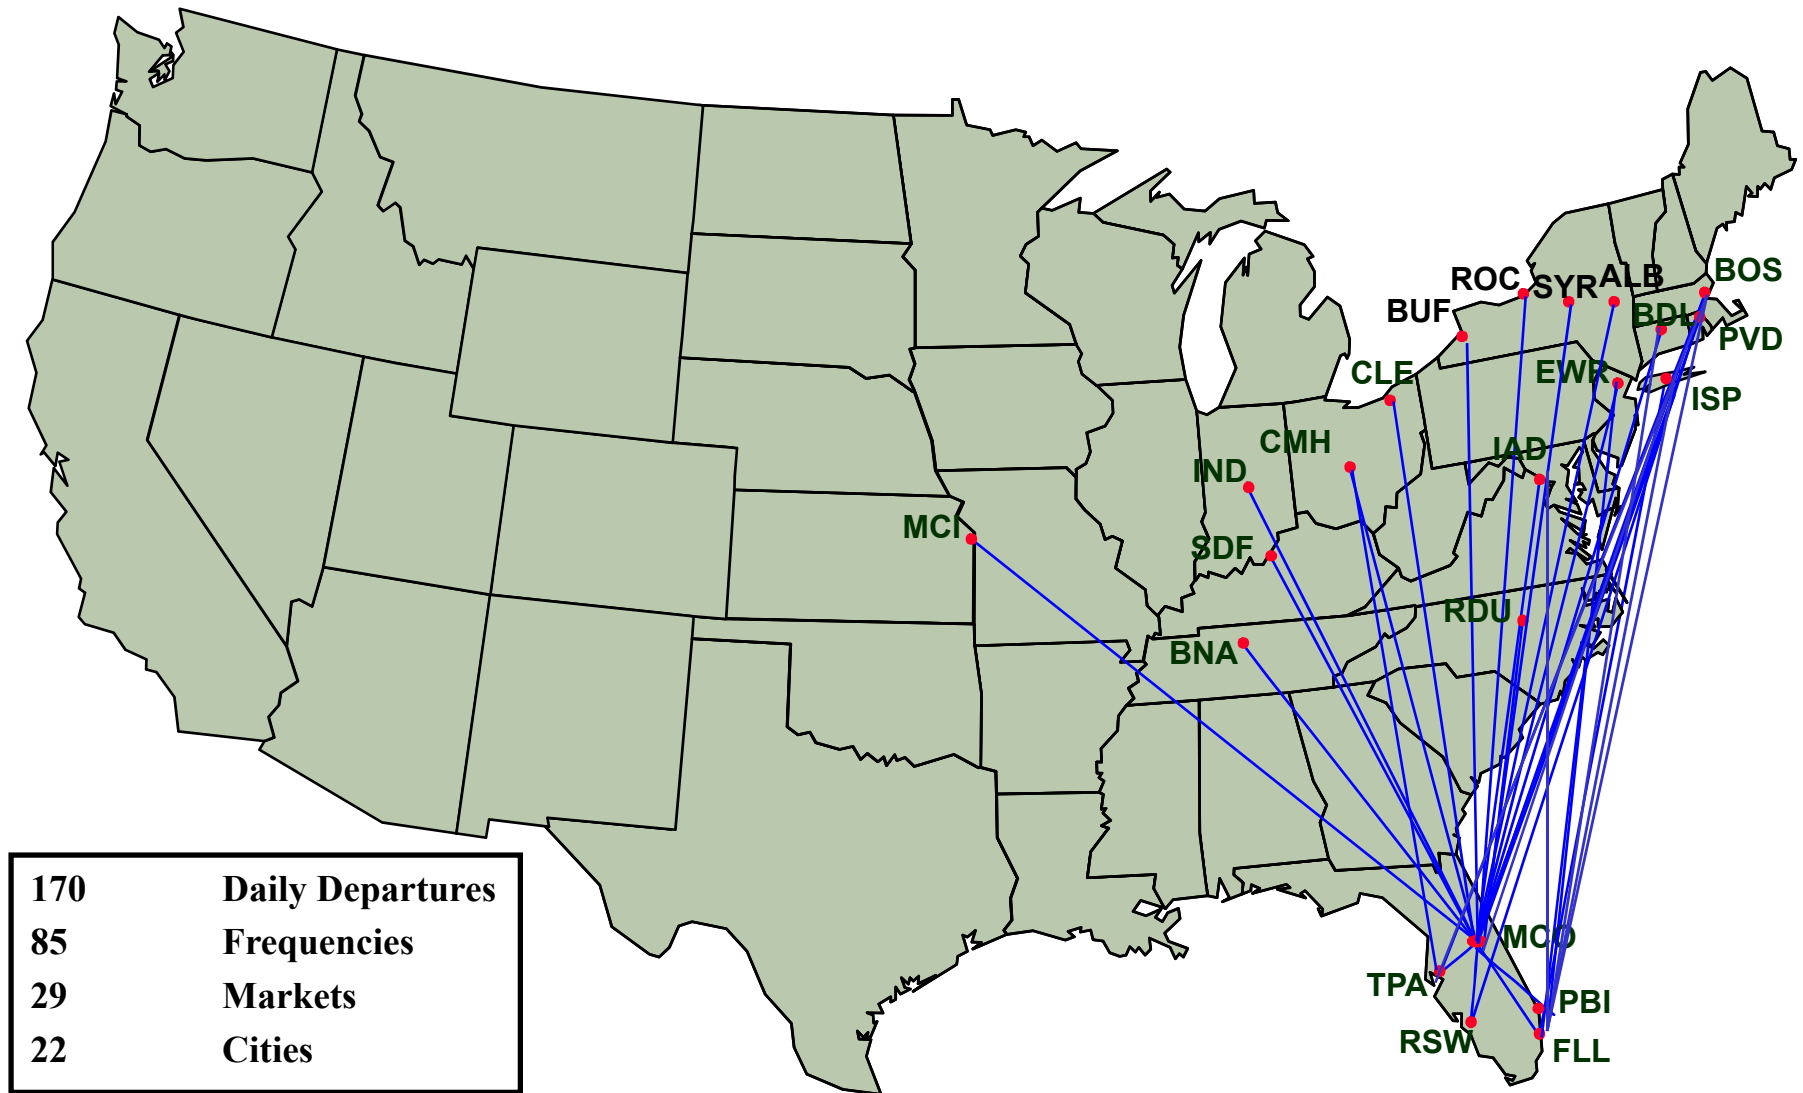 ROC
SYR
ALB
BOS
BUF
BDL
PVD
CLE
EWR
ISP
CMH
IAD
IND
MCI
SDF
RDU
BNA
MCO
TPA
PBI
RSW
FLL
170 Daily Departures
85 Frequencies
29 Markets
22 Cities